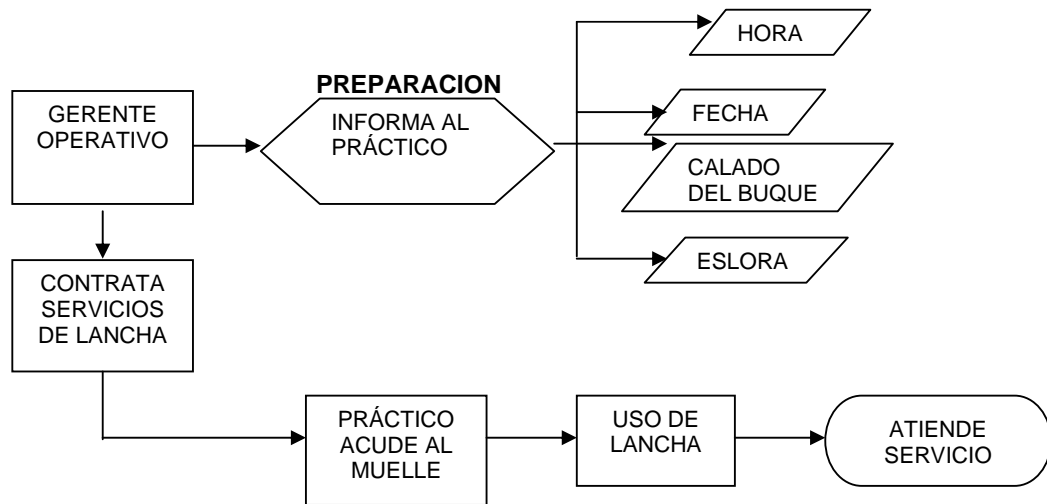 PREPARACION
GERENTE
OPERATIVO
INFORMA AL
PRÁCTICO
HORA
FECHA
CALADO
DEL BUQUE
ESLORA
CONTRATA
SERVICIOS
DE LANCHA
PRÁCTICO
ACUDE AL
MUELLE
USO DE
LANCHA
ATIENDE
SERVICIO